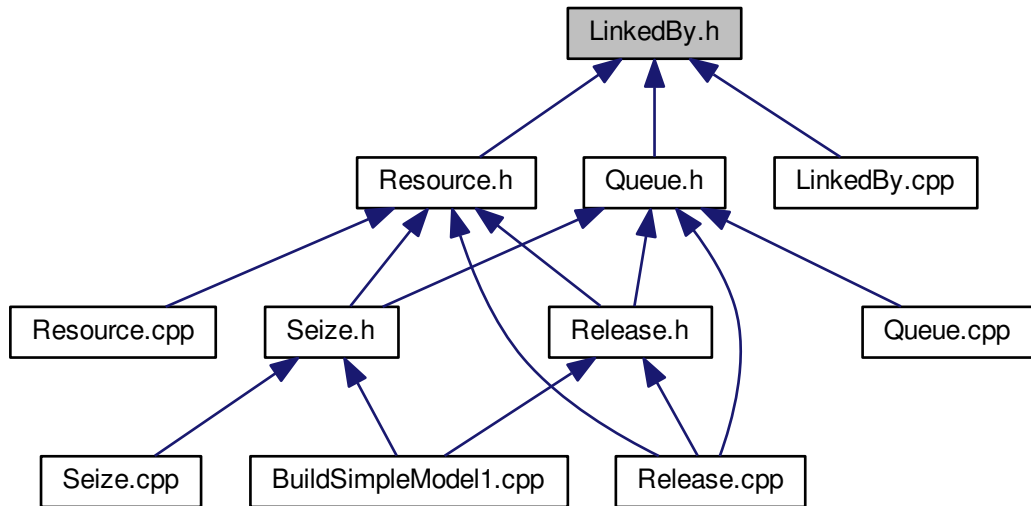 LinkedBy.h
Resource.h
Queue.h
LinkedBy.cpp
Resource.cpp
Seize.h
Release.h
Queue.cpp
Seize.cpp
BuildSimpleModel1.cpp
Release.cpp